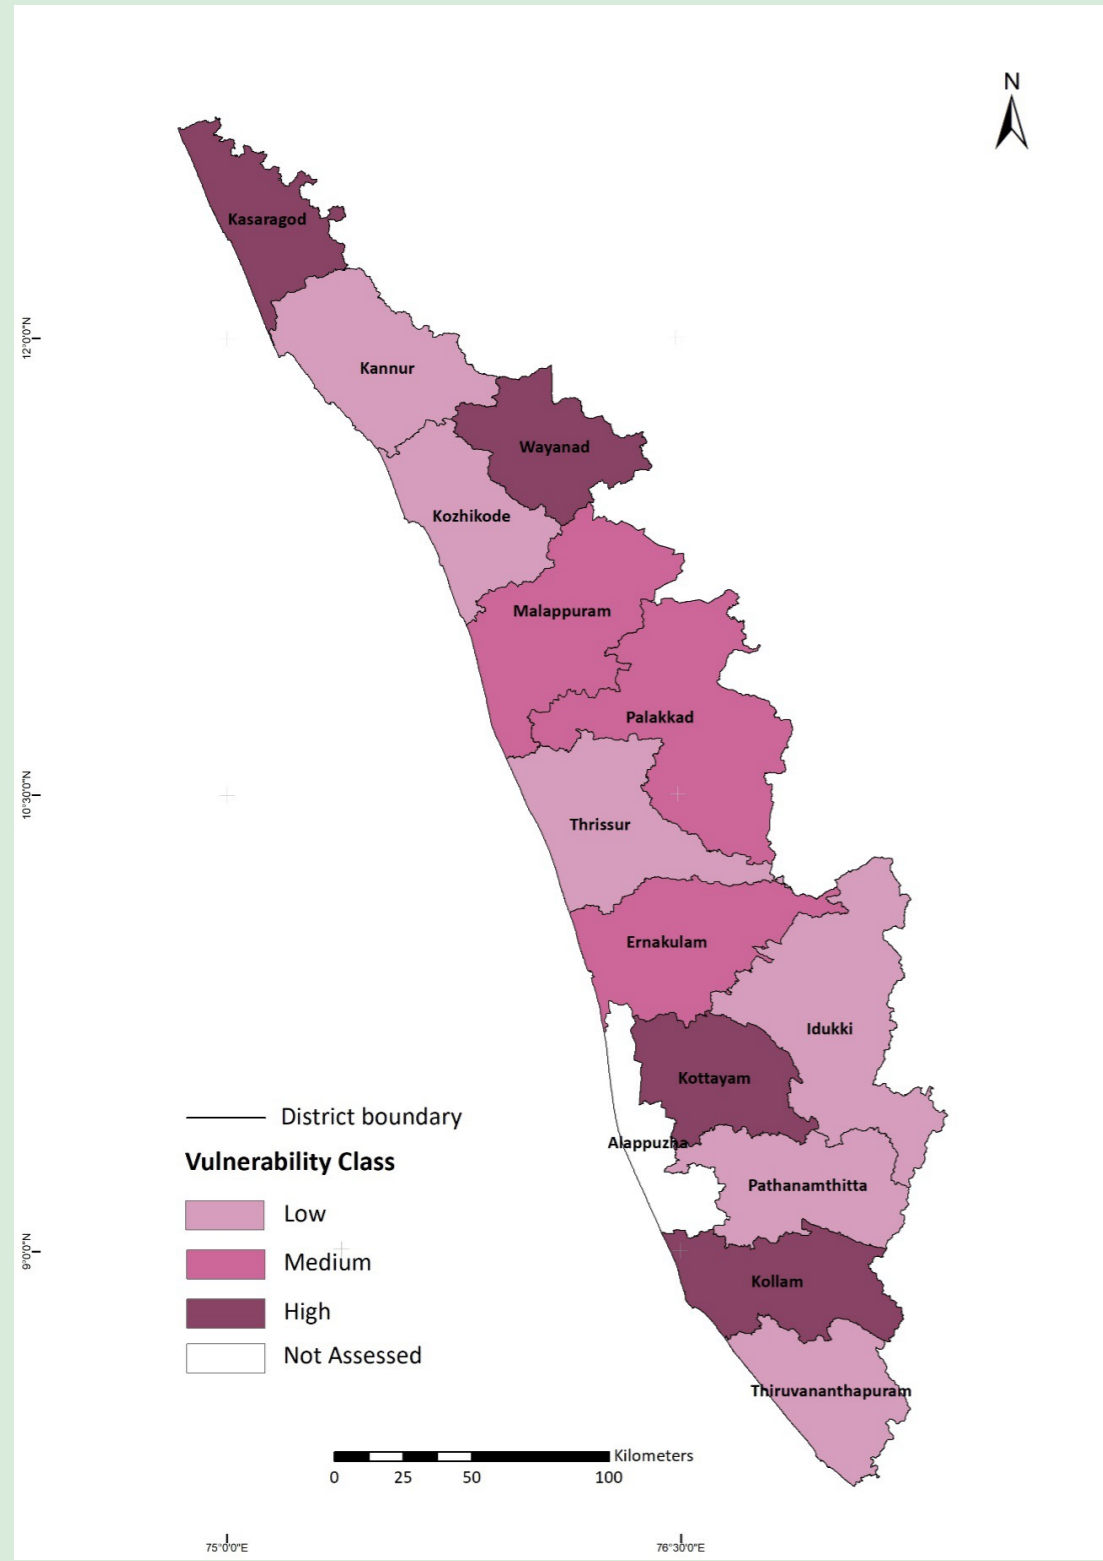 N
Kasaragod
12°0'0"N
Kannur
Wayanad
Kozhikode
Malappuram
Palakkad
10°30'0"N
Thrissur
Ernakulam
Idukki
Kottayam
District boundary
Alappuzha
Vulnerability Class
Pathanamthitta
Low
9°0'0"N
Medium
Kollam
High
Not Assessed
Thiruvananthapuram
Kilometers
0 25 50 100
75°0'0"E 76°30'0"E